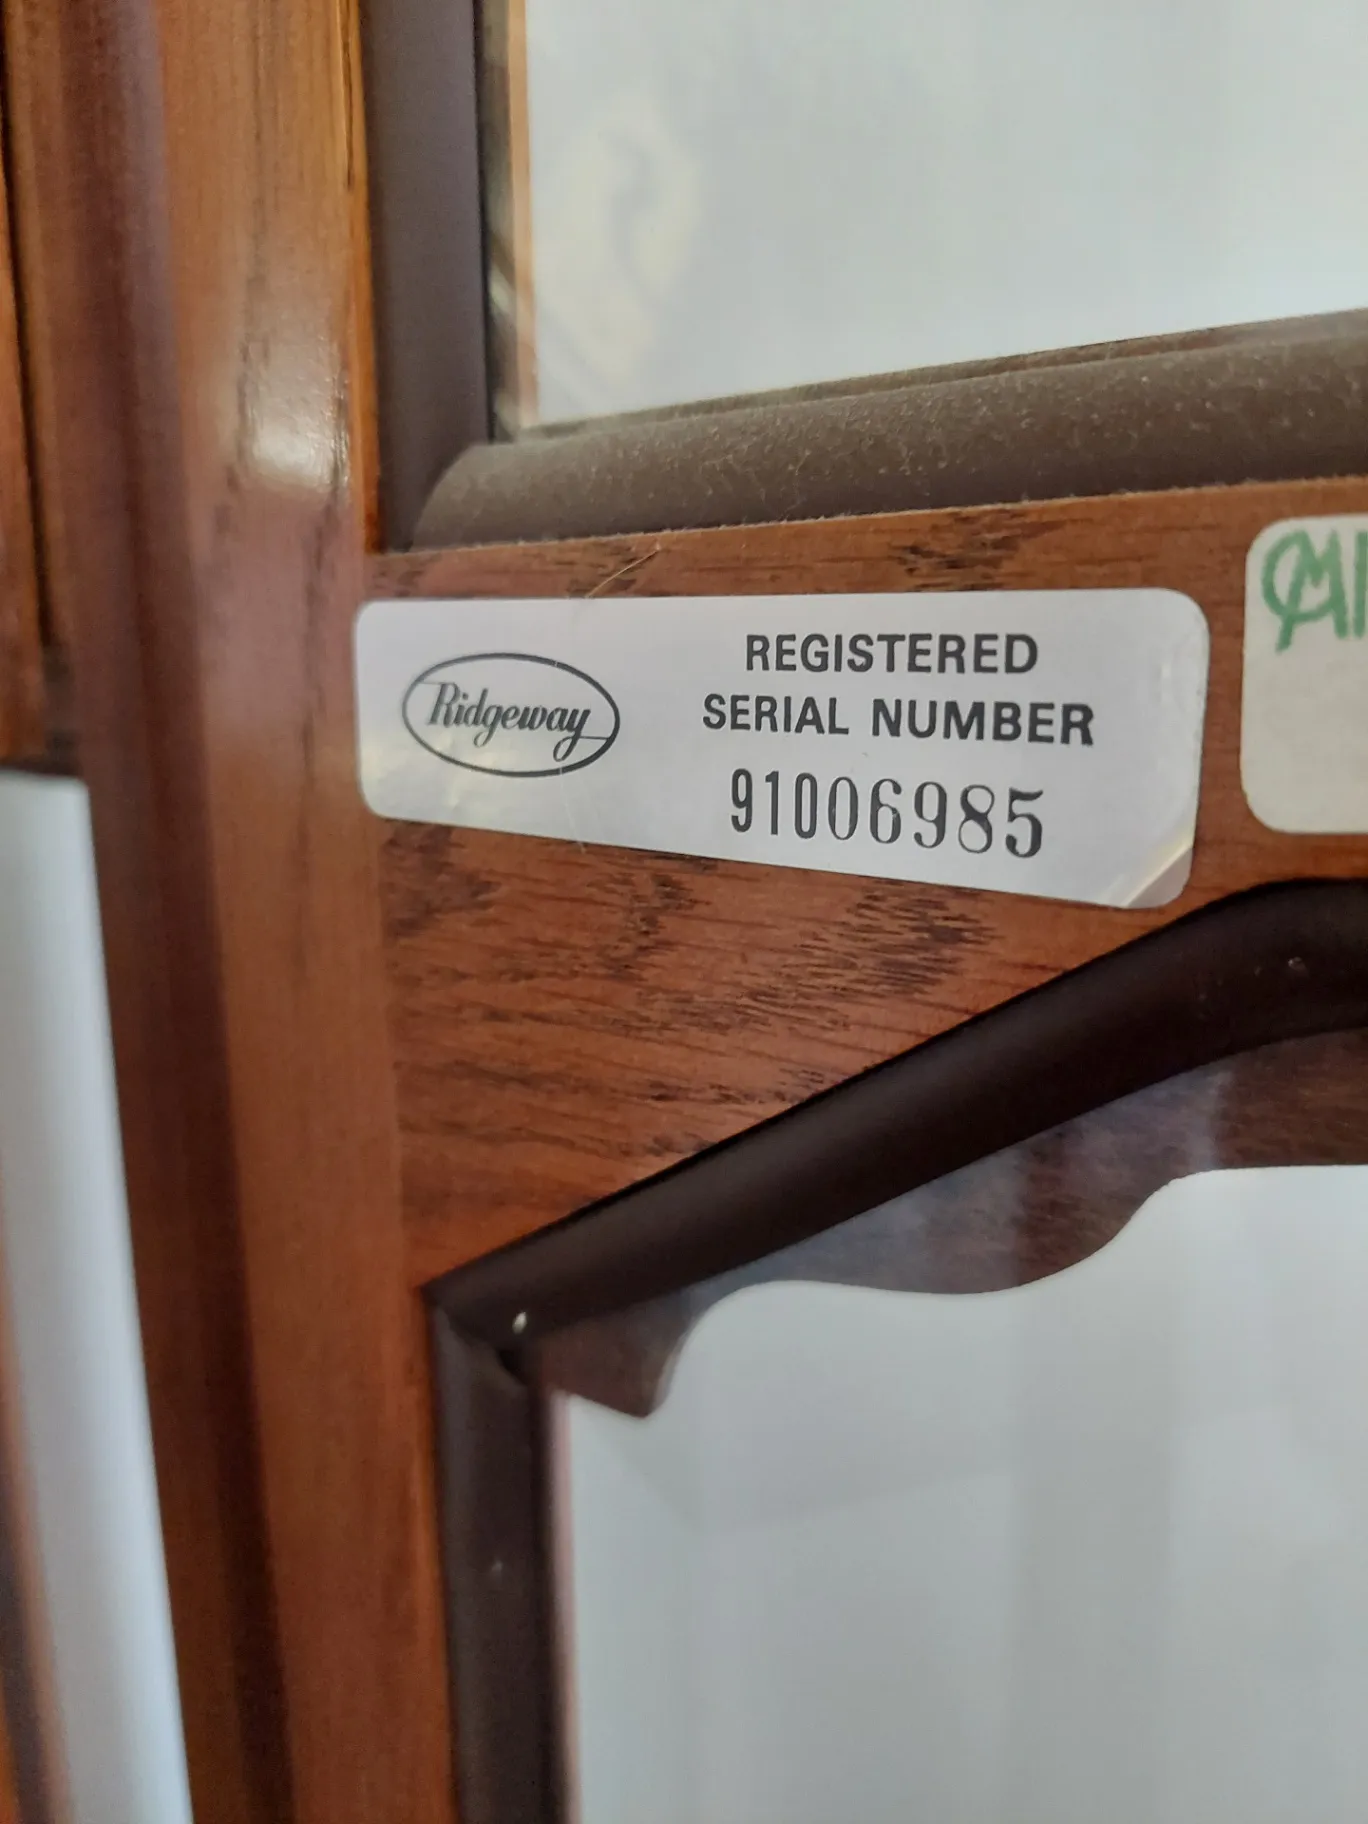 Ridgeway
REGISTERED
SERIAL NUMBER
91006985